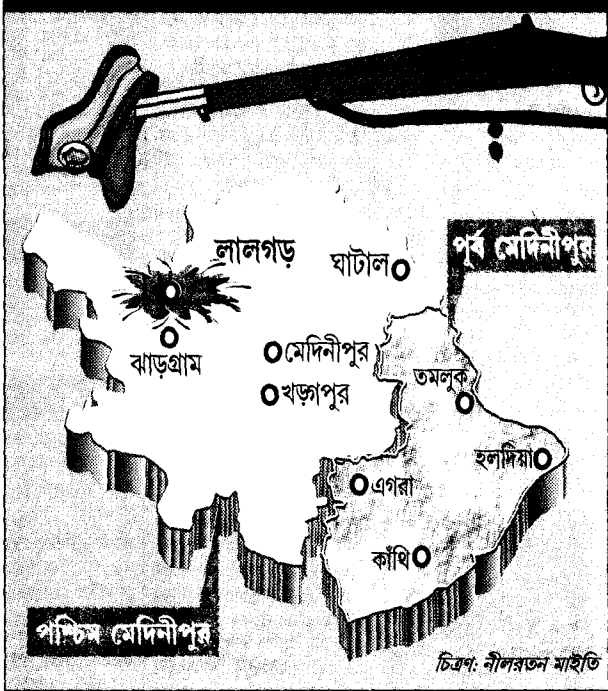 লালগড়
ঘাটাল
পূর্ব মেদিনীপুর
ঝাড়গ্রাম
মেদিনীপুর
খড়্গপুর
তমলুক
হলদিয়া
এগরা
কাঁথি
পশ্চিম মেদিনীপুর
চিত্রণ: নীলরতন মাইতি